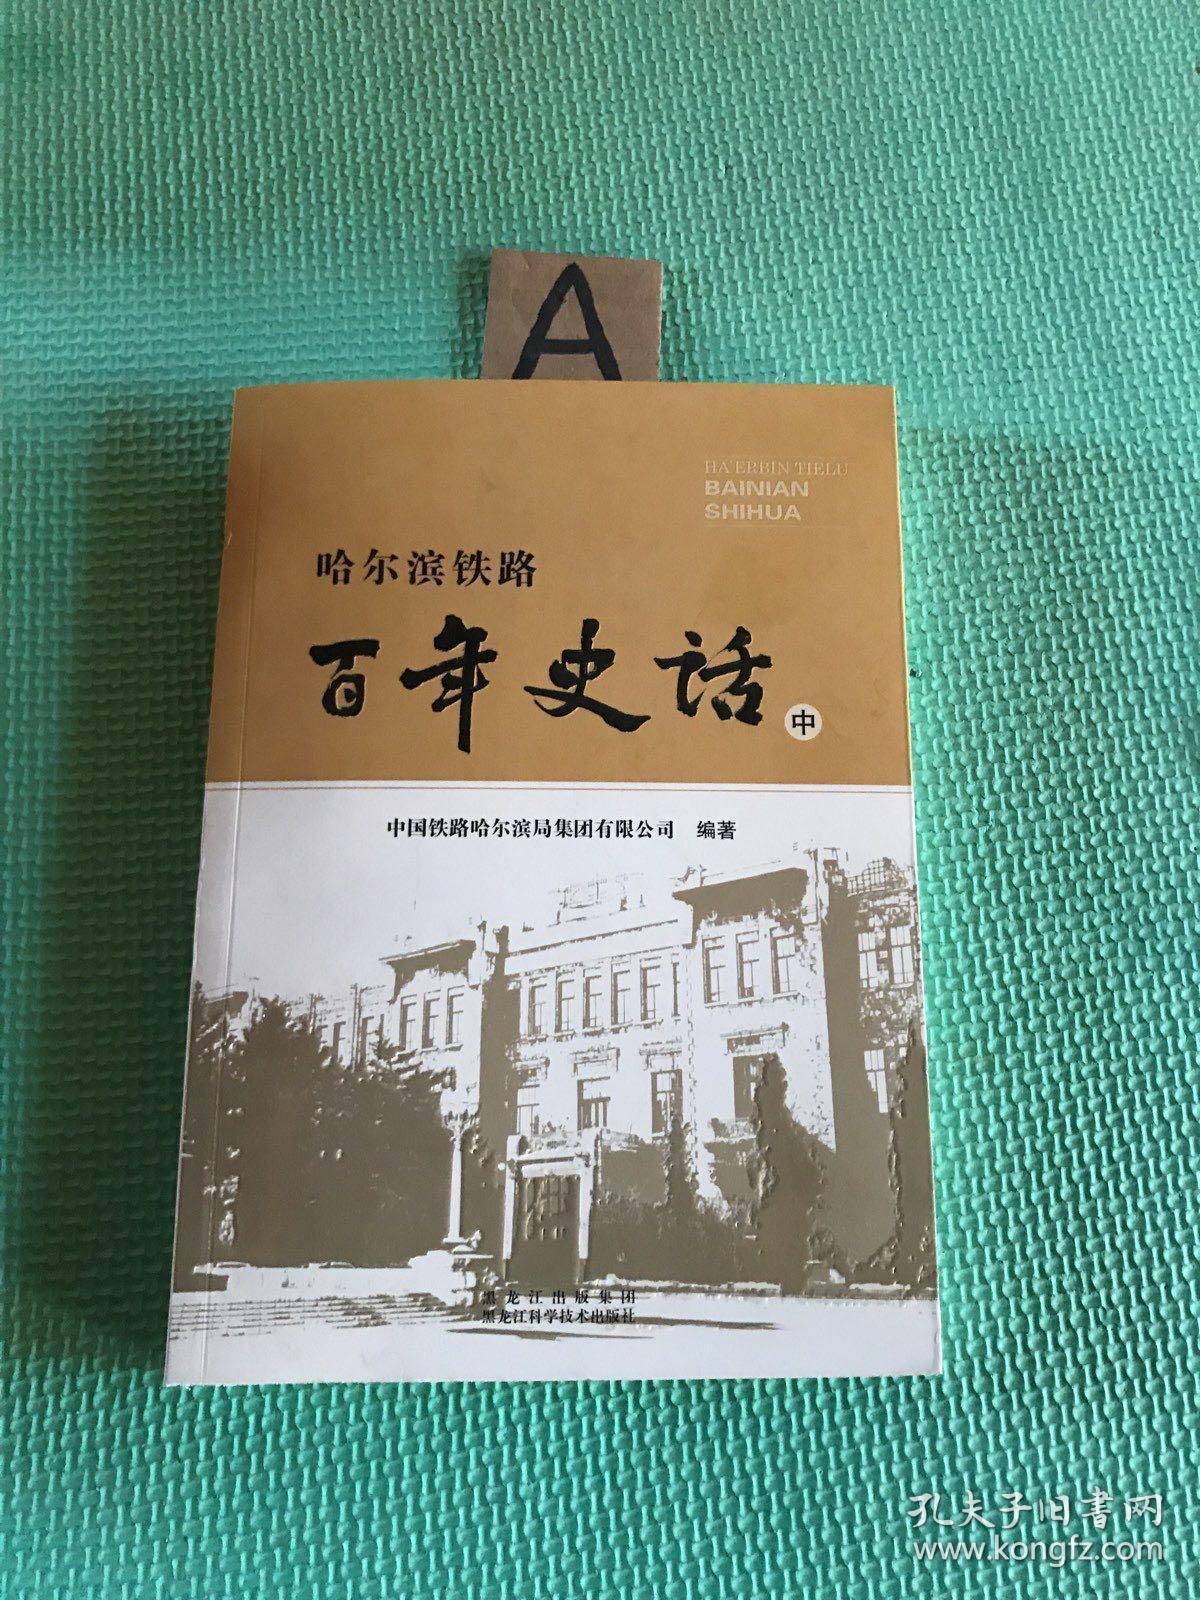 A
HA'ERBIN TIELU
BAINIAN
SHIHUA
哈尔滨铁路
百年史话 中
中国铁路哈尔滨局集团有限公司 编著
黑龙江出版集团
黑龙江科学技术出版社
孔夫子旧書网
www.kongfz.com